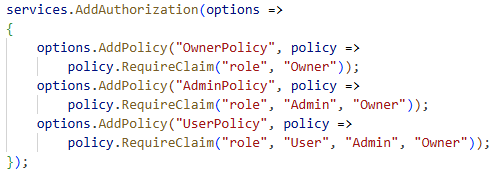 services.AddAuthorization(options =>
{
    options.AddPolicy("OwnerPolicy", policy =>
        policy.RequireClaim("role", "Owner"));
    options.AddPolicy("AdminPolicy", policy =>
        policy.RequireClaim("role", "Admin", "Owner"));
    options.AddPolicy("UserPolicy", policy =>
        policy.RequireClaim("role", "User", "Admin", "Owner"));
});